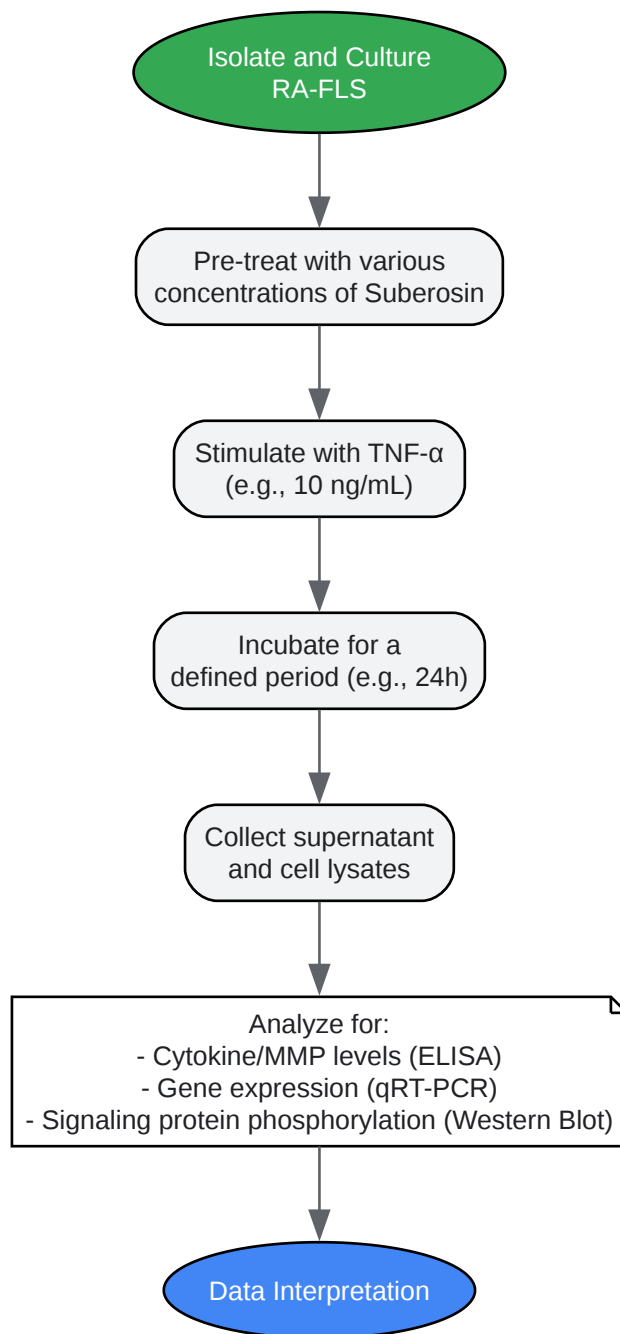 Isolate and Culture
RA-FLS
Pre-treat with various
concentrations of Suberosin
Stimulate with TNF-α
(e.g., 10 ng/mL)
Incubate for a
defined period (e.g., 24h)
Collect supernatant
and cell lysates
Analyze for:
- Cytokine/MMP levels (ELISA)
- Gene expression (qRT-PCR)
- Signaling protein phosphorylation (Western Blot)
Data Interpretation